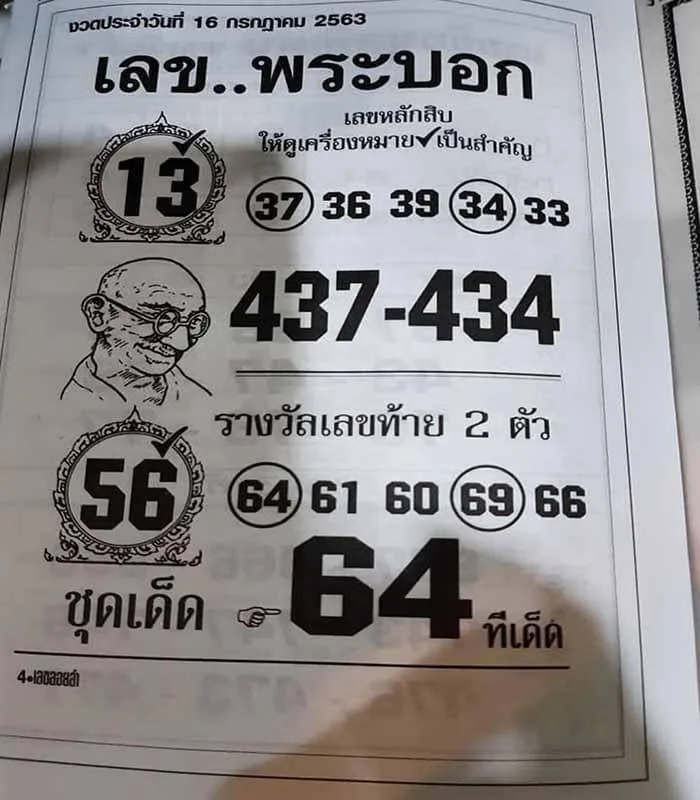 งวดประจำวันที่ 16 กรกฎาคม 2563
เลข..พระบอก
เลขหลักสิบ
ให้ดูเครื่องหมาย✓เป็นสำคัญ
13
37 36 39 34 33
437-434
รางวัลเลขท้าย 2 ตัว
56
64 61 60 69 66
ชุดเด็ด 64 ทีเด็ด